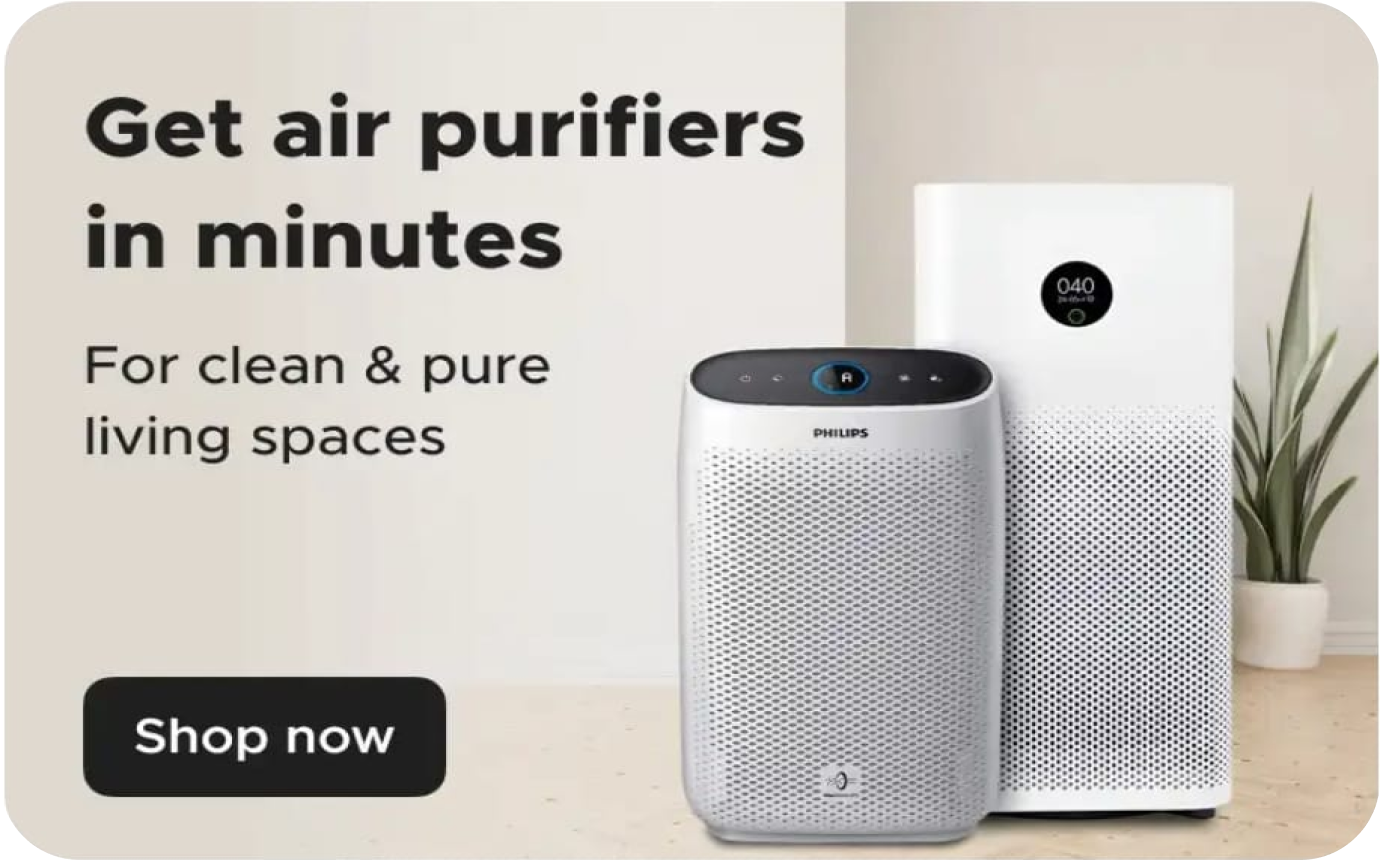 Get air purifiers
in minutes
For clean & pure
living spaces
Shop now
040
A
PHILIPS